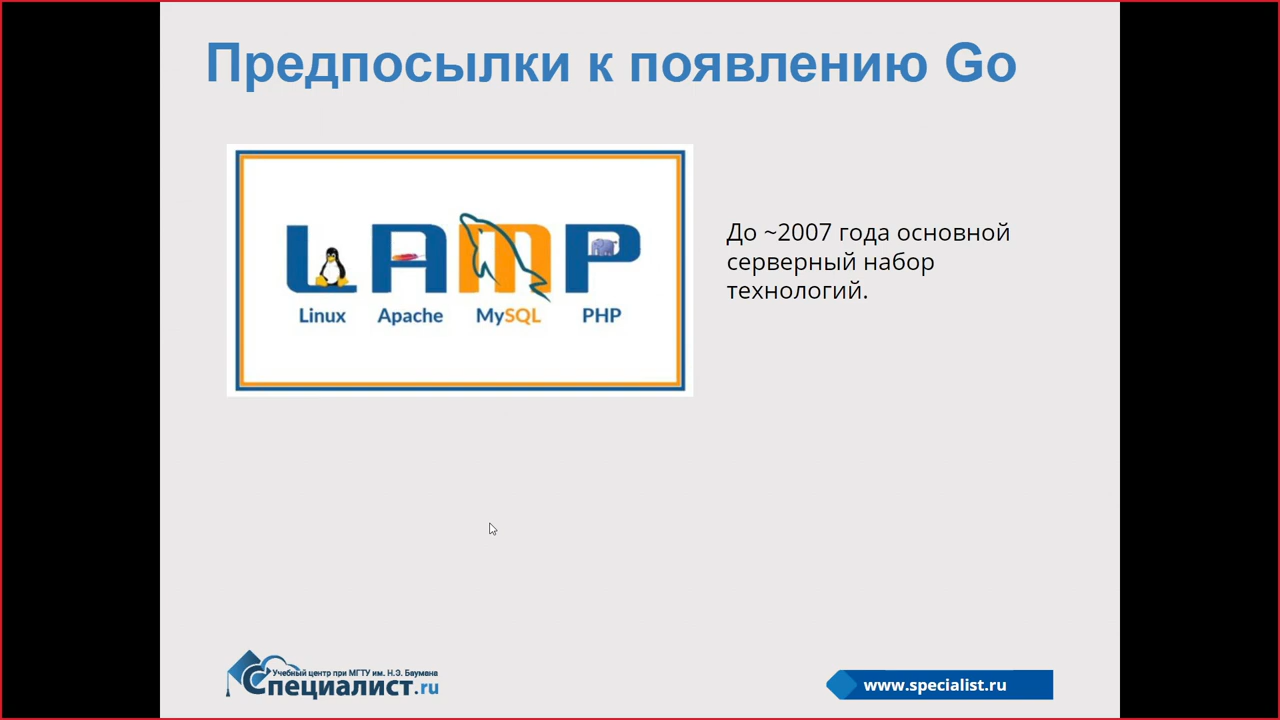 Предпосылки к появлению Go
LAMP
Linux Apache MySQL PHP
До ~2007 года основной
серверный набор
технологий.
Учебный центр при МГТУ им. Н.Э. Баумана
Специалист.ru
www.specialist.ru